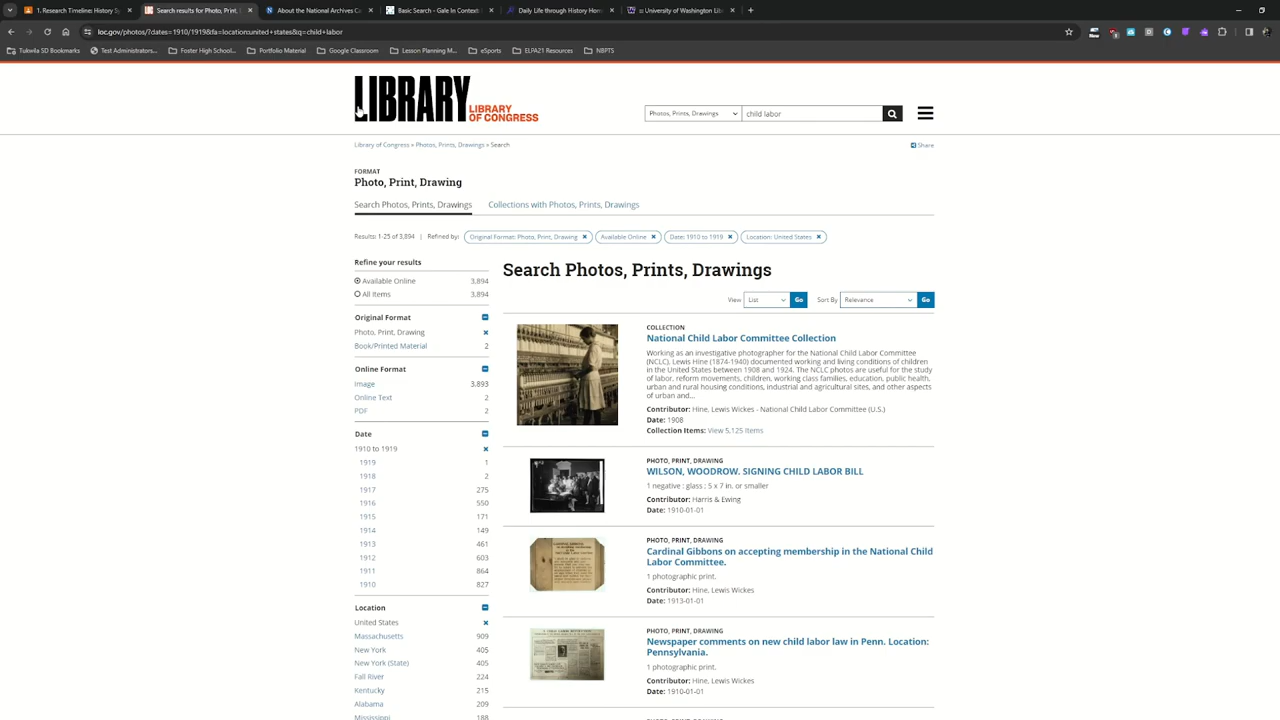 1. Research Timeline: History Sy
Search results for Photo, Print,
About the National Archives Ca
Basic Search - Gale In Context:
Daily Life through History Hom
University of Washington Lib
loc.gov/photos/?dates=1910/1919&fa=location:united+states&q=child+labor
Tukwila SD Bookmarks
Test Administrators...
Foster High School...
Portfolio Material
Google Classroom
Lesson Planning M...
eSports
ELPA21 Resources
NBPTS
LIBRARY
LIBRARY
OF CONGRESS
Photos, Prints, Drawings
child labor
Library of Congress » Photos, Prints, Drawings » Search
Share
FORMAT
Photo, Print, Drawing
Search Photos, Prints, Drawings
Collections with Photos, Prints, Drawings
Results: 1-25 of 3,894 | Refined by: Original Format: Photo, Print, Drawing Available Online Date: 1910 to 1919 Location: United States
Refine your results
Available Online 3,894
All Items 3,894
Original Format
Photo, Print, Drawing
Book/Printed Material 2
Online Format
Image 3,893
Online Text 2
PDF 2
Date
1910 to 1919
1919 1
1918 2
1917 275
1916 550
1915 171
1914 149
1913 461
1912 603
1911 864
1910 827
Location
United States
Massachusetts 909
New York 405
New York (State) 405
Fall River 224
Kentucky 215
Alabama 209
Mississippi 188
Search Photos, Prints, Drawings
View List Go Sort By Relevance Go
COLLECTION
National Child Labor Committee Collection
Working as an investigative photographer for the National Child Labor Committee
(NCLC), Lewis Hine (1874-1940) documented working and living conditions of children
in the United States between 1908 and 1924. The NCLC photos are useful for the study
of labor, reform movements, children, working class families, education, public health,
urban and rural housing conditions, industrial and agricultural sites, and other aspects
of urban and...
Contributor: Hine, Lewis Wickes - National Child Labor Committee (U.S.)
Date: 1908
Collection Items: View 5,125 Items
PHOTO, PRINT, DRAWING
WILSON, WOODROW. SIGNING CHILD LABOR BILL
1 negative : glass ; 5 x 7 in. or smaller
Contributor: Harris & Ewing
Date: 1910-01-01
PHOTO, PRINT, DRAWING
Cardinal Gibbons on accepting membership in the National Child
Labor Committee.
1 photographic print.
Contributor: Hine, Lewis Wickes
Date: 1913-01-01
PHOTO, PRINT, DRAWING
Newspaper comments on new child labor law in Penn. Location:
Pennsylvania.
1 photographic print.
Contributor: Hine, Lewis Wickes
Date: 1910-01-01